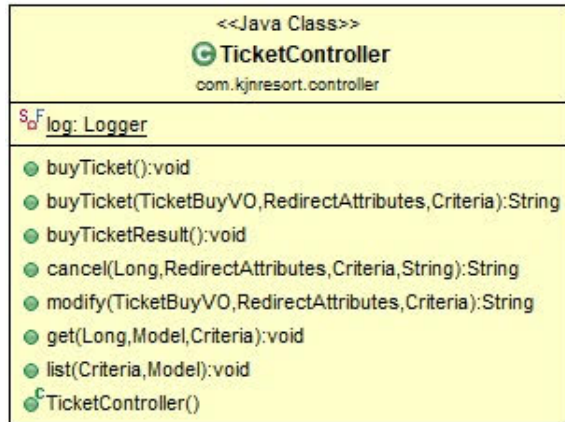 <<Java Class>>
C TicketController
com.kjnresort.controller
S F log: Logger
buyTicket():void
buyTicket(TicketBuyVO,RedirectAttributes,Criteria):String
buyTicketResult():void
cancel(Long,RedirectAttributes,Criteria,String):String
modify(TicketBuyVO,RedirectAttributes,Criteria):String
get(Long,Model,Criteria):void
list(Criteria,Model):void
C TicketController()